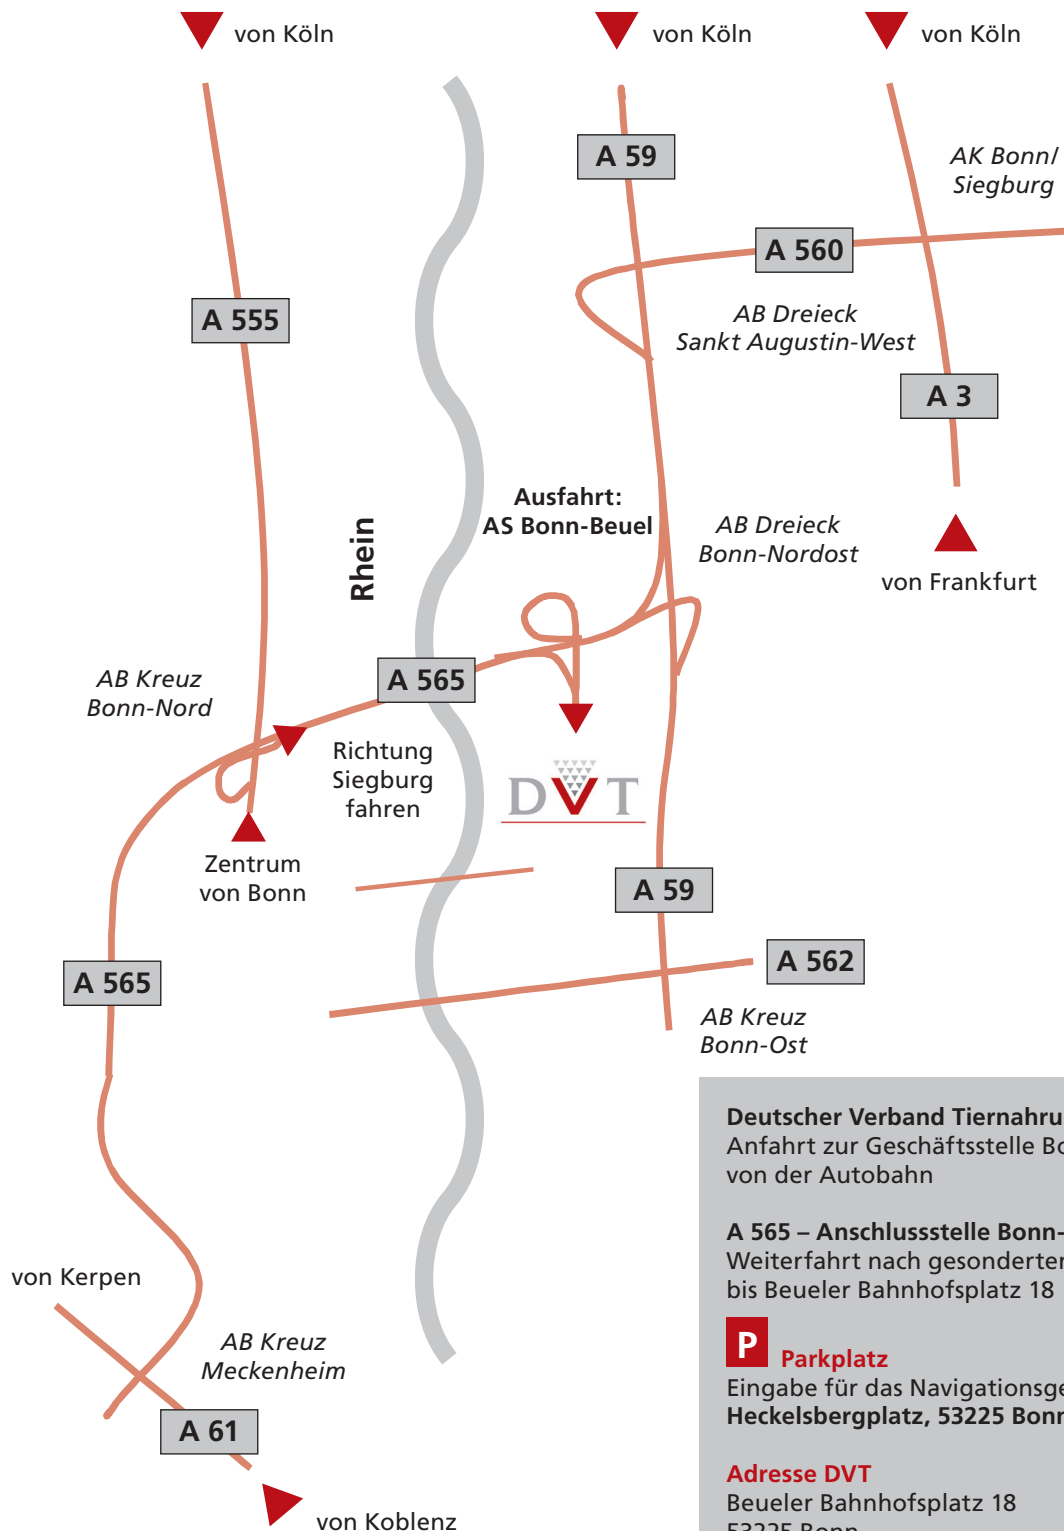 von Köln
von Köln
von Köln
A 59
AK Bonn/
Siegburg
A 560
A 555
AB Dreieck
Sankt Augustin-West
A 3
Ausfahrt:
AS Bonn-Beuel
AB Dreieck
Bonn-Nordost
Rhein
von Frankfurt
AB Kreuz
Bonn-Nord
A 565
Richtung
Siegburg
fahren
DVT
Zentrum
von Bonn
A 59
A 565
A 562
AB Kreuz
Bonn-Ost
von Kerpen
AB Kreuz
Meckenheim
A 61
von Koblenz
Deutscher Verband Tiernahru
Anfahrt zur Geschäftsstelle Bo
von der Autobahn
A 565 – Anschlussstelle Bonn-
Weiterfahrt nach gesonderter
bis Beueler Bahnhofsplatz 18
P Parkplatz
Eingabe für das Navigationsge
Heckelsbergplatz, 53225 Bonn
Adresse DVT
Beueler Bahnhofsplatz 18
53225 Bonn